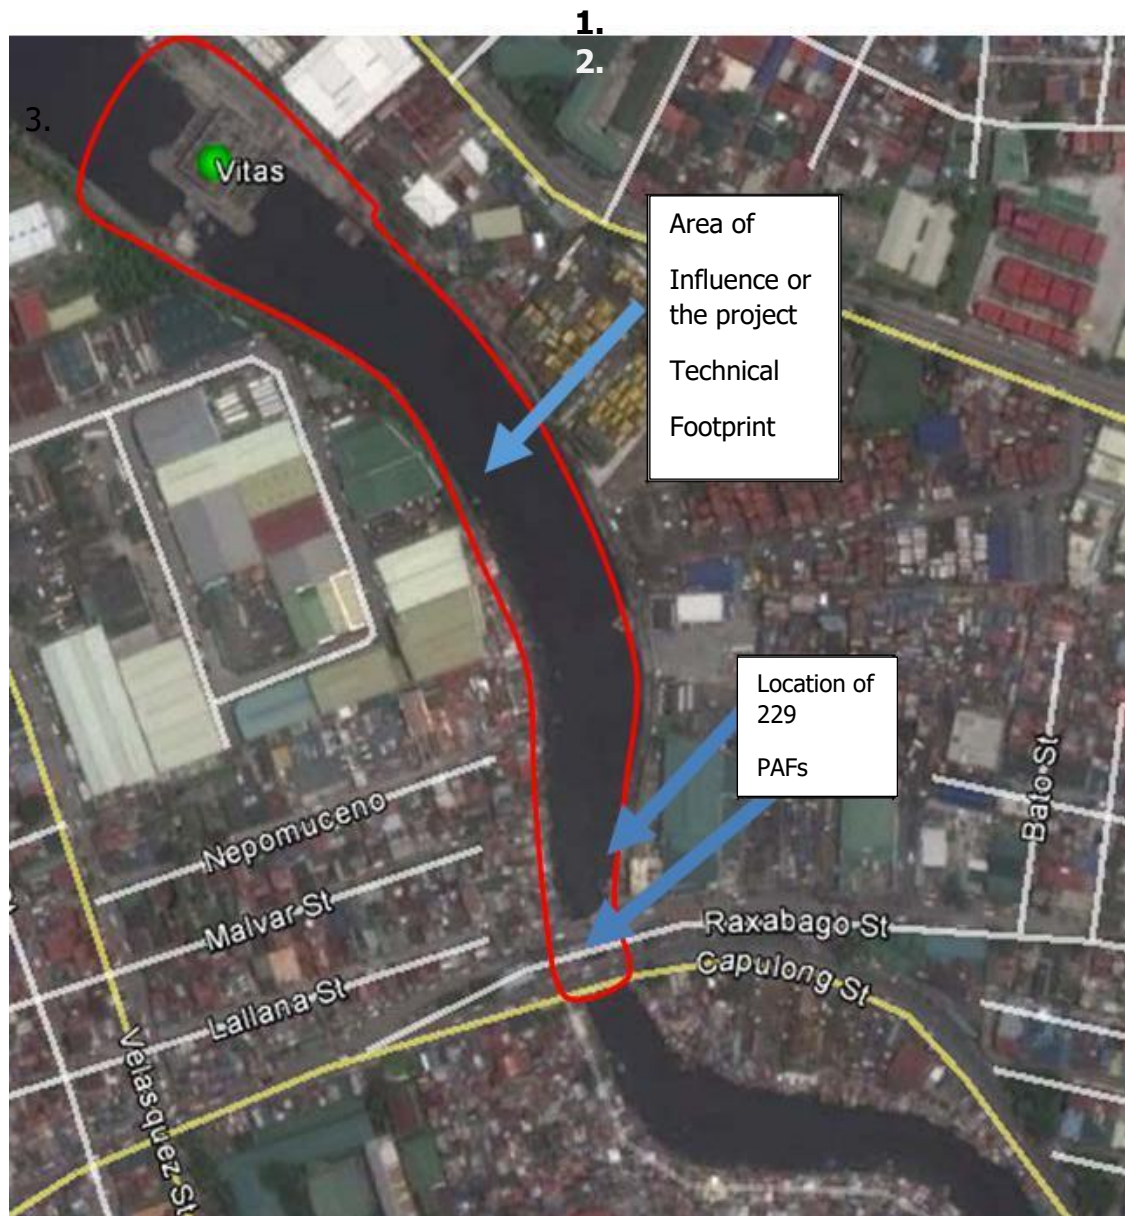 1.
2.
3.
Vitas
Area of
Influence or
the project
Technical
Footprint
Location of
229
PAFs
Bato St
Nepomuceno
Malvar St
Raxabago St
Capulong St
Lallana St
Velasquez St